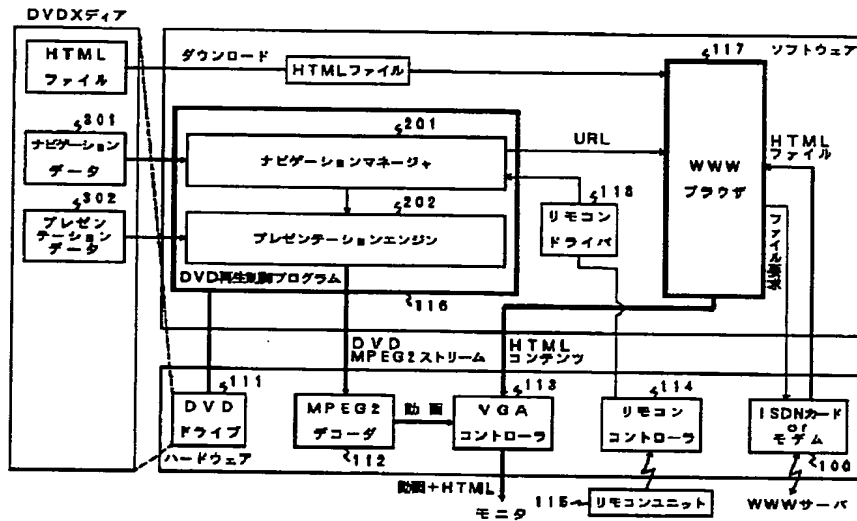 DVDメディア
HTML
ファイル
301
ナビゲーション
データ
302
プレゼン
テーション
データ
ダウンロード
HTMLファイル
117
ソフトウェア
201
ナビゲーションマネージャ
202
プレゼンテーションエンジン
DVD再生制御プログラム
116
URL
118
リモコン
ドライバ
WWW
ブラウザ
HTML
ファイル
ファイル要求
DVD
MPEG2ストリーム
HTML
コンテンツ
111
DVD
ドライブ
ハードウェア
MPEG2
デコーダ
112
動画
113
VGA
コントローラ
114
リモコン
コントローラ
ISDNカード
or
モデム
100
動画+HTML
モニタ
115
リモコンユニット
WWWサーバ